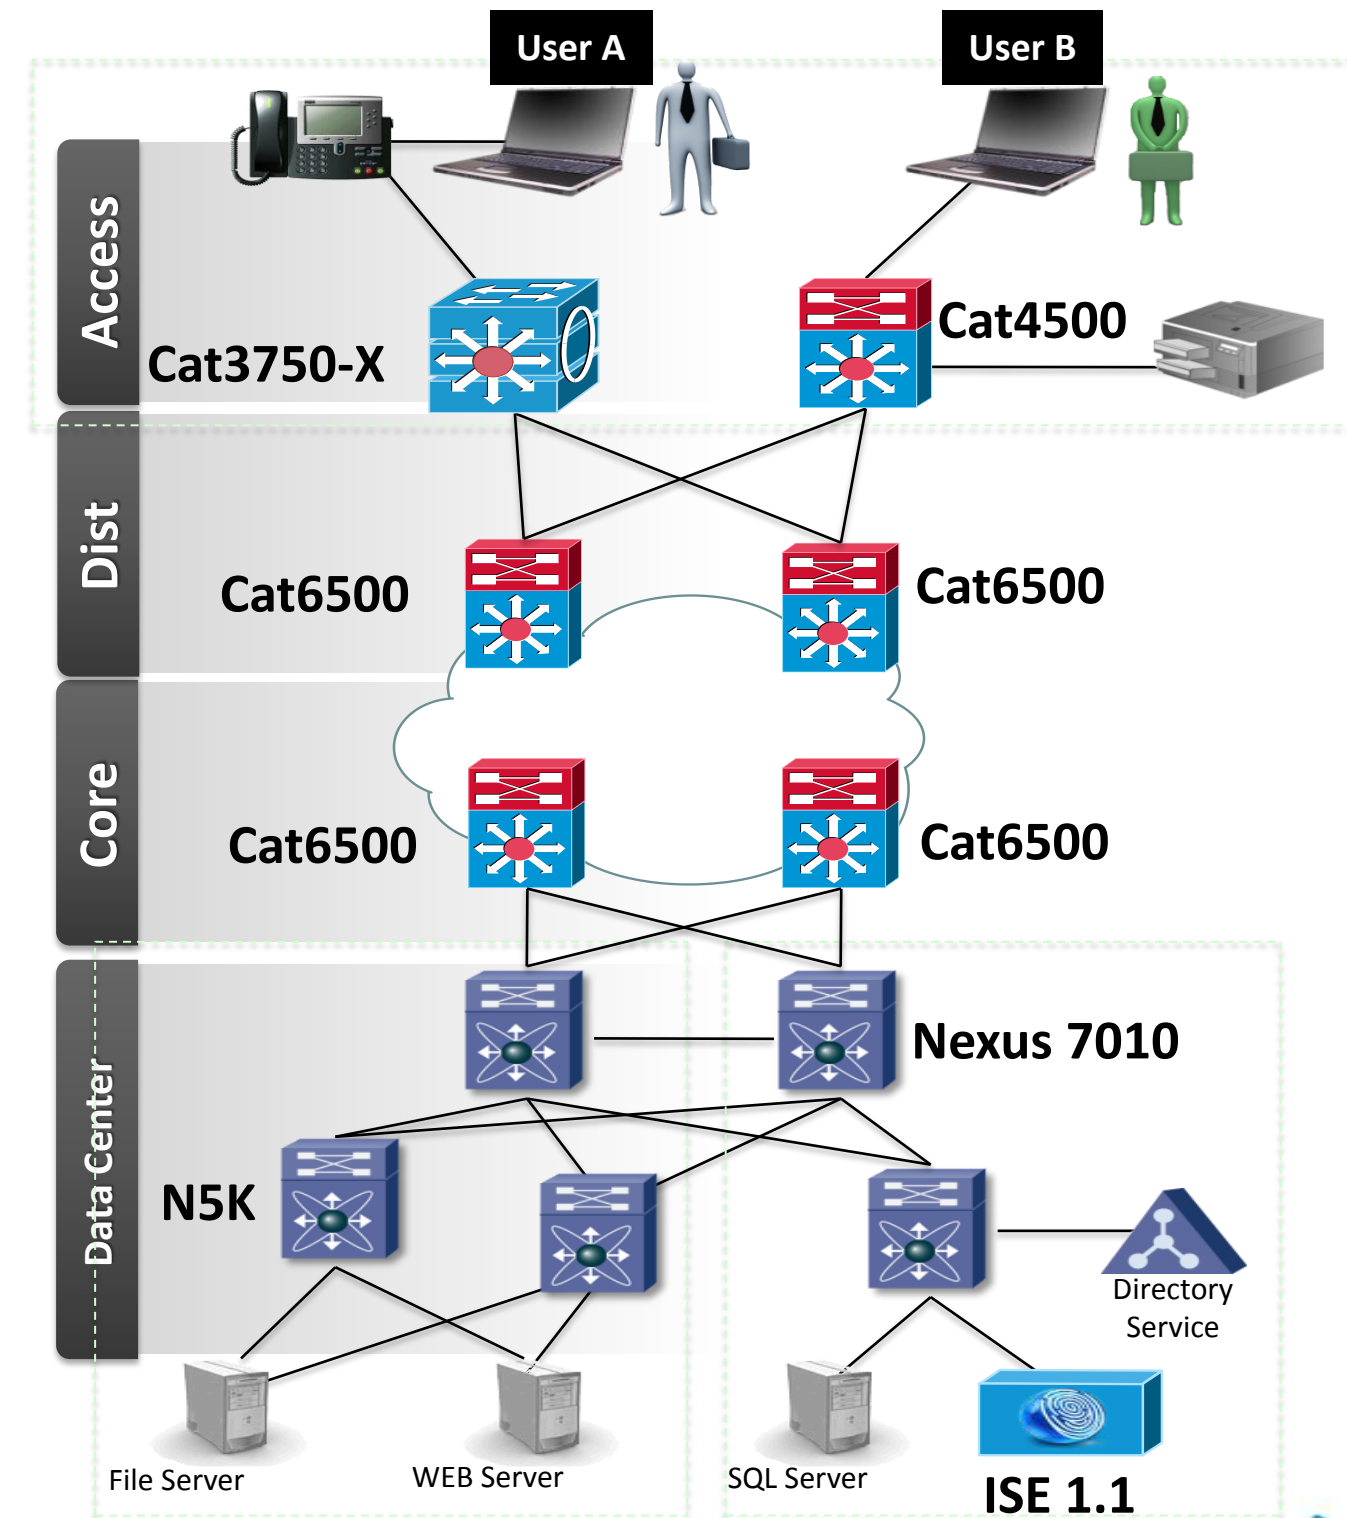 User A
User B
Access
Cat3750-X
Cat4500
Dist
Cat6500
Cat6500
Core
Cat6500
Cat6500
Data Center
Nexus 7010
N5K
Directory
Service
File Server
WEB Server
SQL Server
ISE 1.1